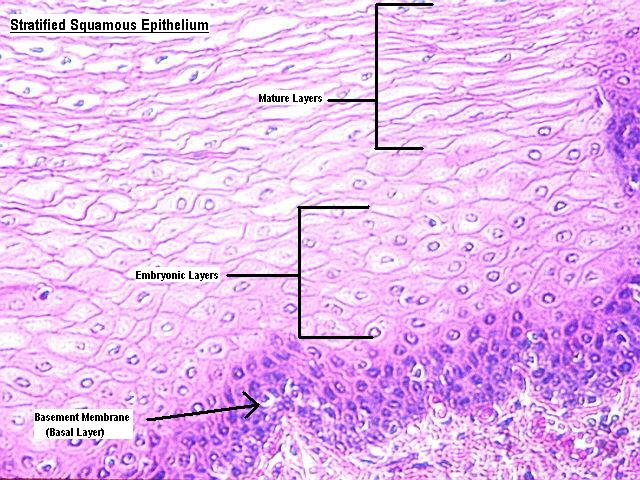 Stratified Squamous Epithelium
Mature Layers
Embryonic Layers
Basement Membrane
(Basal Layer)